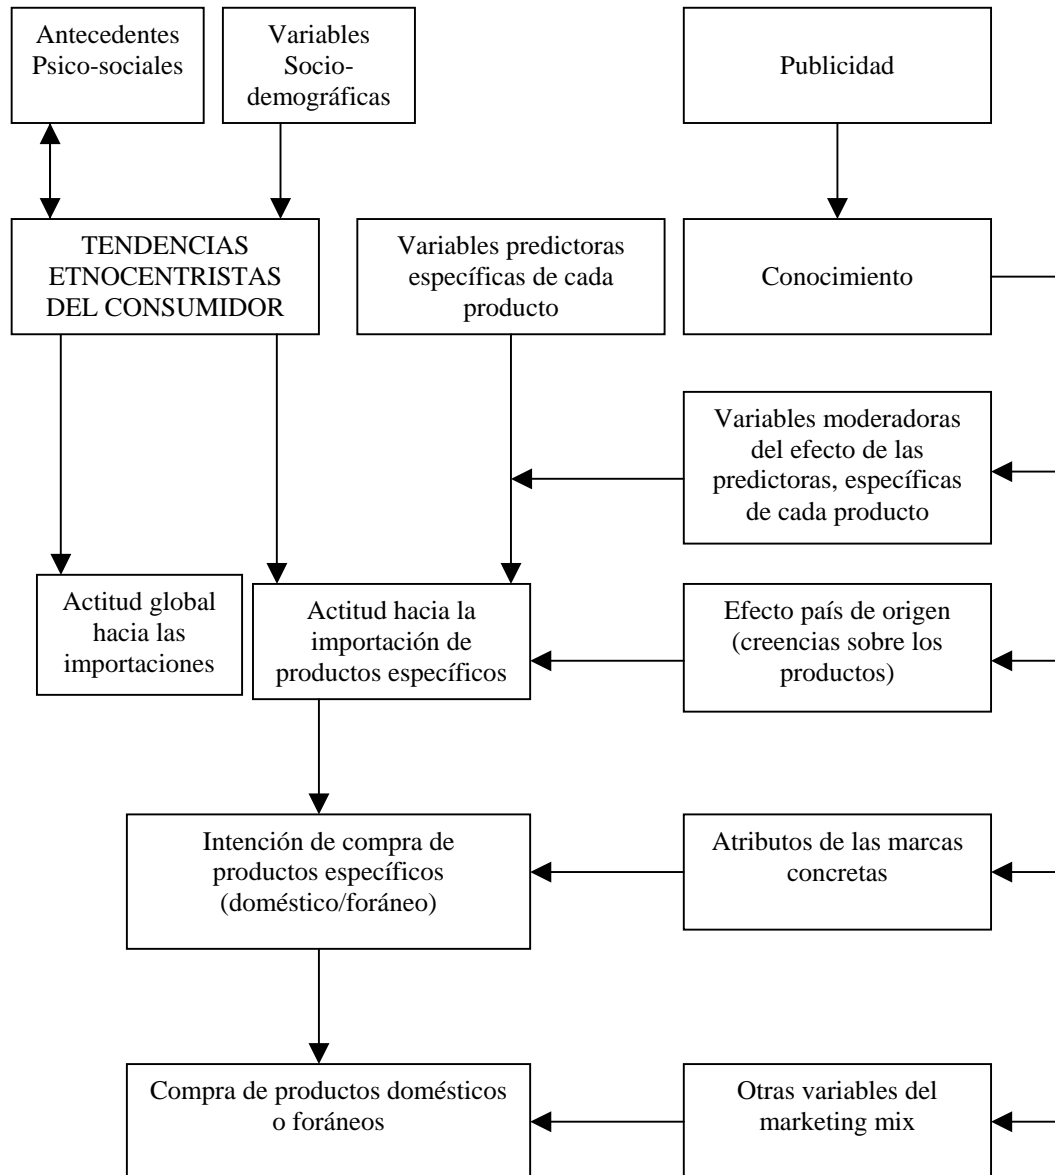 Antecedentes
Psico-sociales
Variables
Socio-
demográficas
Publicidad
TENDENCIAS
ETNOCENTRISTAS
DEL CONSUMIDOR
Variables predictoras
específicas de cada
producto
Conocimiento
Variables moderadoras
del efecto de las
predictoras, específicas
de cada producto
Actitud global
hacia las
importaciones
Actitud hacia la
importación de
productos específicos
Efecto país de origen
(creencias sobre los
productos)
Intención de compra de
productos específicos
(doméstico/foráneo)
Atributos de las marcas
concretas
Compra de productos domésticos
o foráneos
Otras variables del
marketing mix